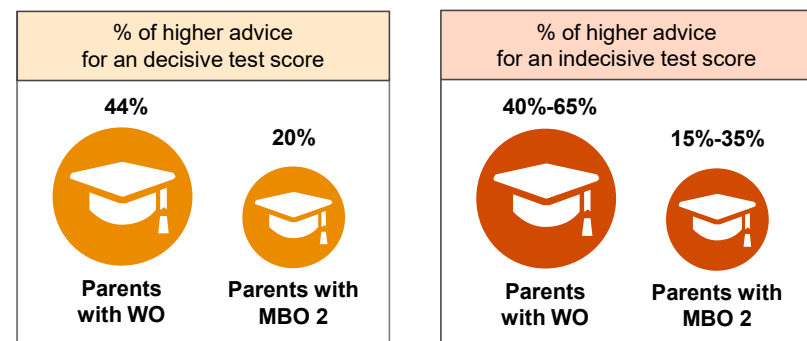 % of higher advice
for an decisive test score
44%
20%
Parents
with WO
Parents with
MBO 2
% of higher advice
for an indecisive test score
40%-65%
15%-35%
Parents
with WO
Parents with
MBO 2